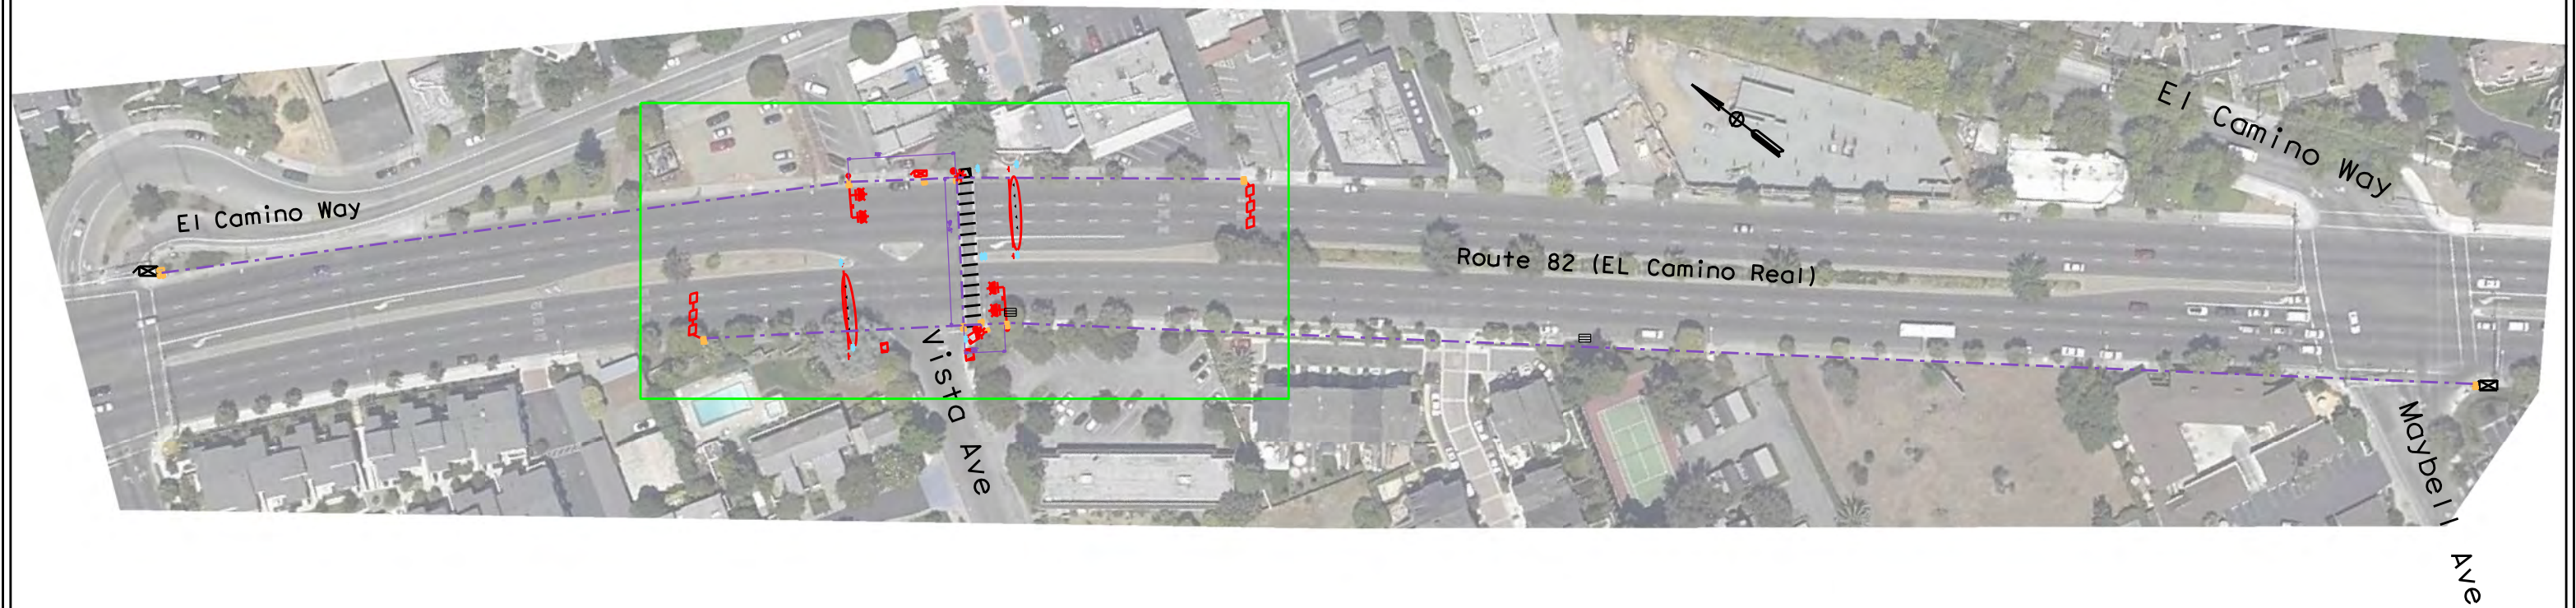 El Camino Way
El Camino Way
Route 82 (EL Camino Real)
Vista Ave
Maybell Ave